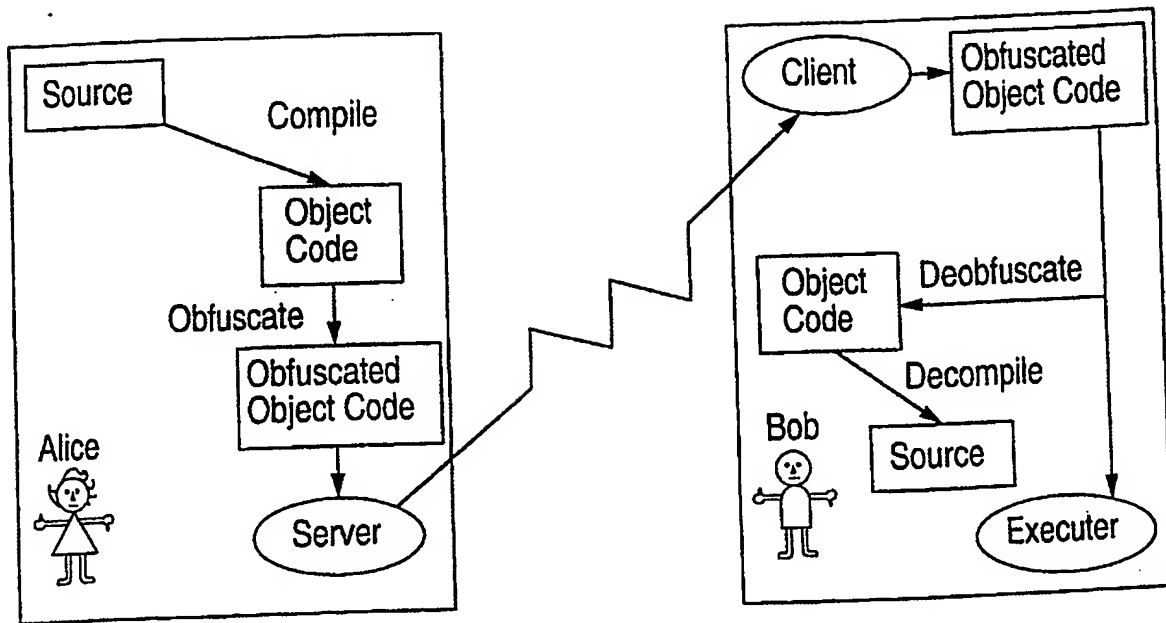 Source
Compile
Object
Code
Obfuscate
Obfuscated
Object Code
Alice
Server
Client
Obfuscated
Object Code
Deobfuscate
Object
Code
Decompile
Bob
Source
Executer